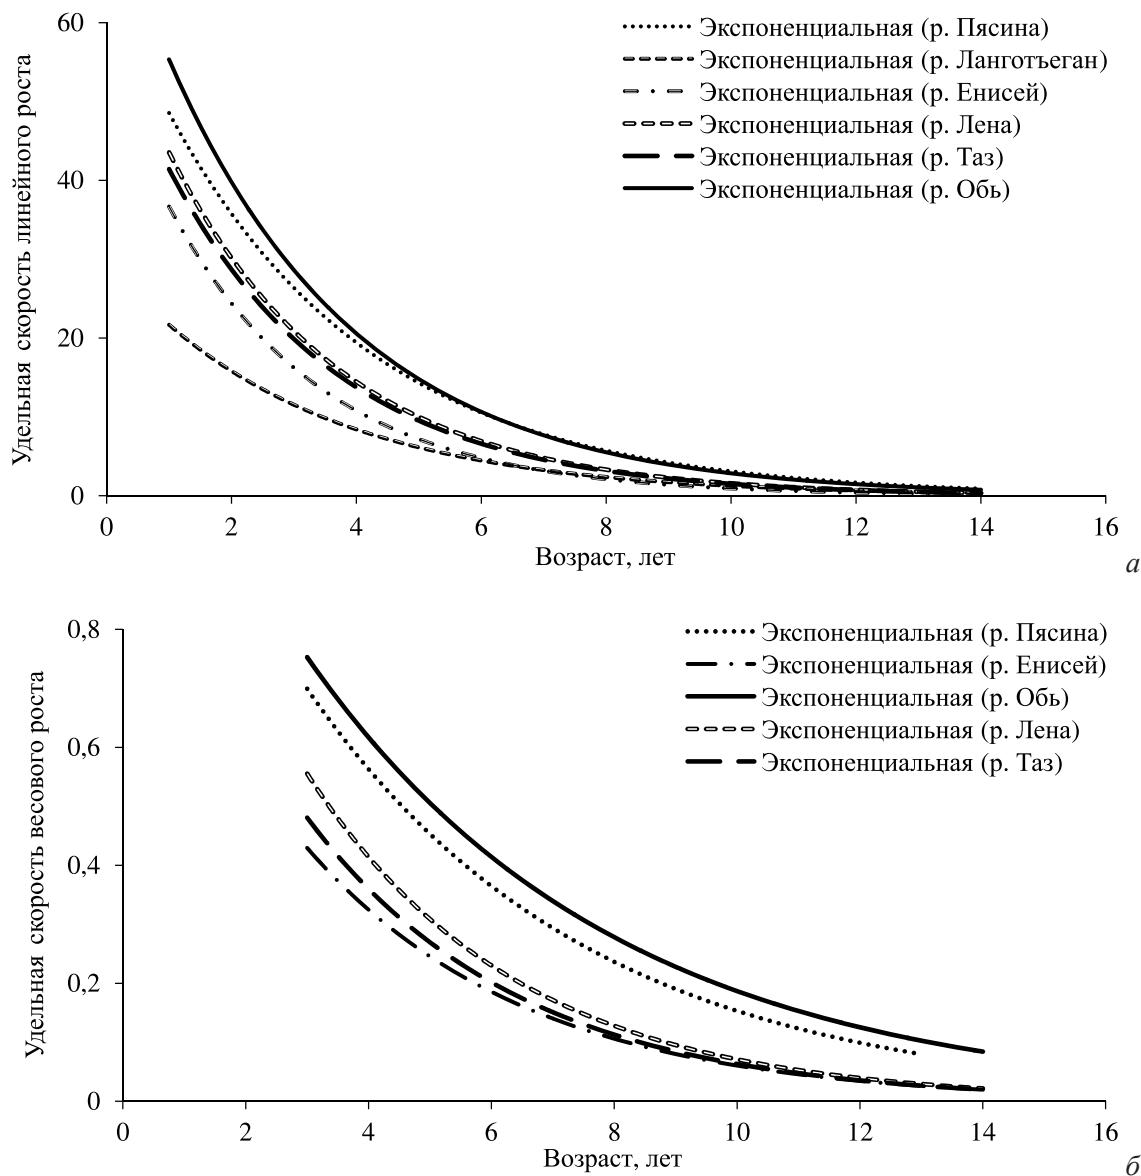 60
40
20
0
0 2 4 6 8 10 12 14 16
Удельная скорость линейного роста
Экспоненциальная (р. Пясина)
Экспоненциальная (р. Ланготъеган)
Экспоненциальная (р. Енисей)
Экспоненциальная (р. Лена)
Экспоненциальная (р. Таз)
Экспоненциальная (р. Обь)
Возраст, лет
а
0,8
0,6
0,4
0,2
0
0 2 4 6 8 10 12 14 16
Удельная скорость весового роста
Экспоненциальная (р. Пясина)
Экспоненциальная (р. Енисей)
Экспоненциальная (р. Обь)
Экспоненциальная (р. Лена)
Экспоненциальная (р. Таз)
Возраст, лет
б